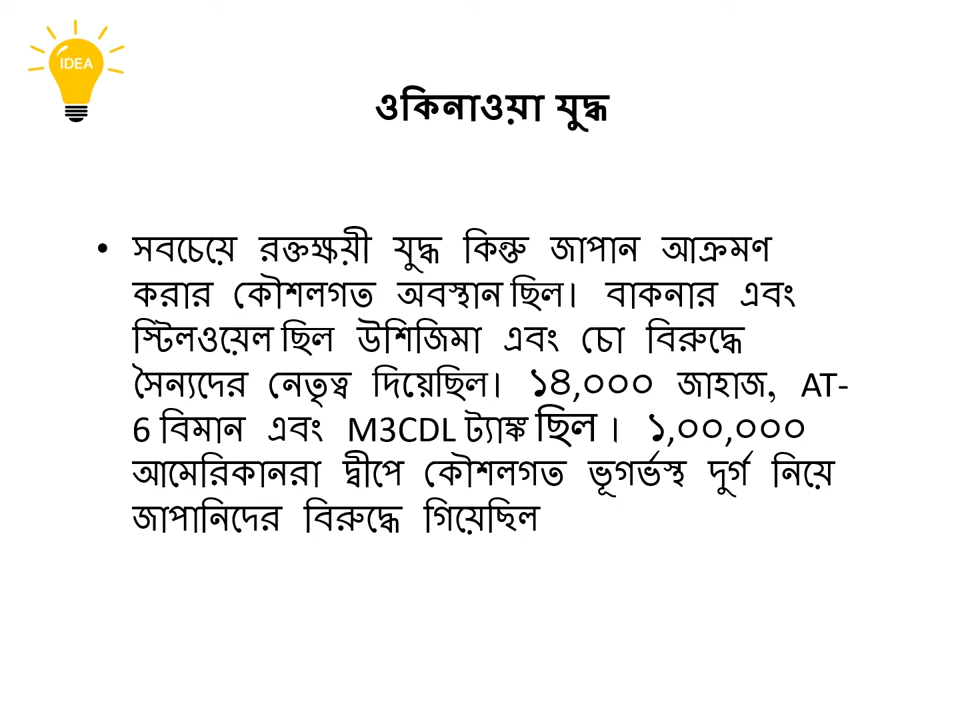 IDEA
ওকিনাওয়া যুদ্ধ
• সবচেয়ে রক্তক্ষয়ী যুদ্ধ কিন্তু জাপান আক্রমণ
করার কৌশলগত অবস্থান ছিল। বাকনার এবং
স্টিলওয়েল ছিল উশিজিমা এবং চো বিরুদ্ধে
সৈন্যদের নেতৃত্ব দিয়েছিল। ১৪,০০০ জাহাজ, AT-
6 বিমান এবং M3CDL ট্যাঙ্ক ছিল । ১,০০,০০০
আমেরিকানরা দ্বীপে কৌশলগত ভূগর্ভস্থ দুর্গ নিয়ে
জাপানিদের বিরুদ্ধে গিয়েছিল